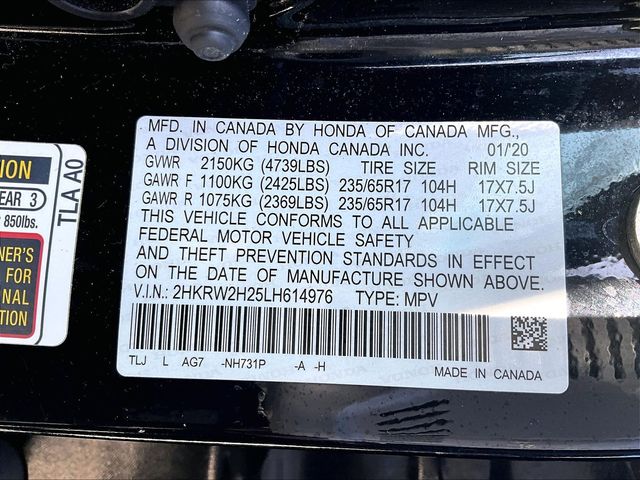 MFD. IN CANADA BY HONDA OF CANADA MFG.,
A DIVISION OF HONDA CANADA INC. 01/'20
GVWR 2150KG (4739LBS) TIRE SIZE RIM SIZE
GAWR F 1100KG (2425LBS) 235/65R17 104H 17X7.5J
GAWR R 1075KG (2369LBS) 235/65R17 104H 17X7.5J
THIS VEHICLE CONFORMS TO ALL APPLICABLE
FEDERAL MOTOR VEHICLE SAFETY
AND THEFT PREVENTION STANDARDS IN EFFECT
ON THE DATE OF MANUFACTURE SHOWN ABOVE.
V.I.N.: 2HKRW2H25LH614976 TYPE: MPV
TLJ L AG7 -NH731P -A -H
MADE IN CANADA
ION
EAR 3
850lbs.
NER'S
FOR
ONAL
TION
TLA A0